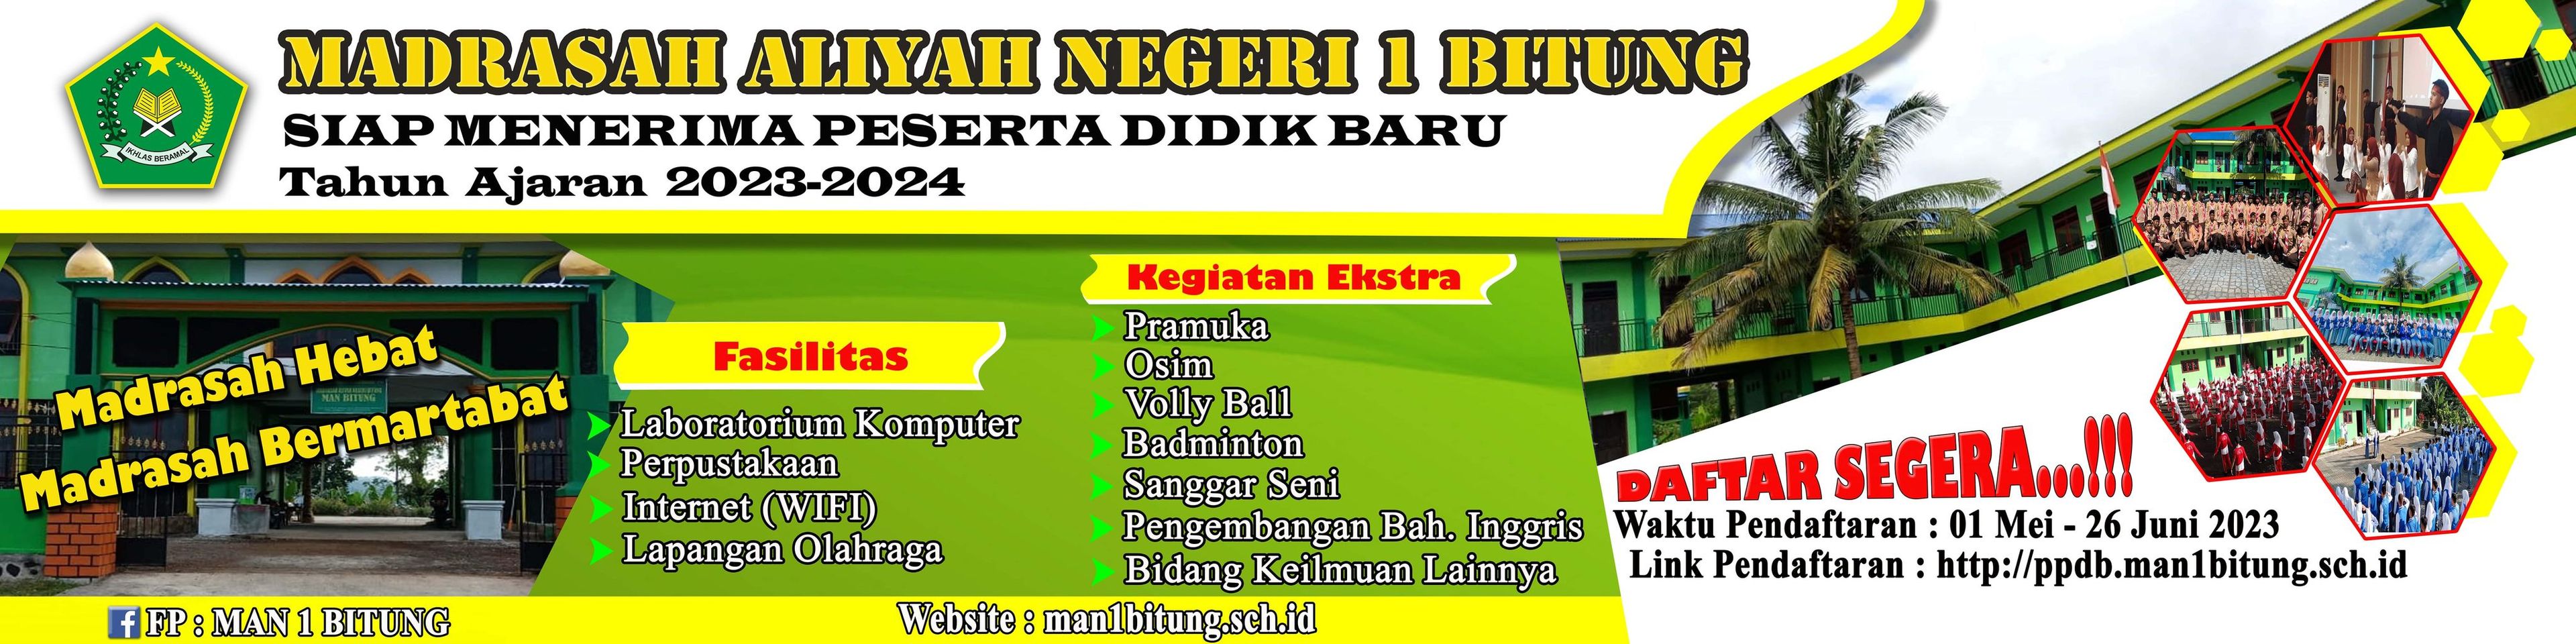 MADRASAH ALIYAH NEGERI 1 BITUNG
SIAP MENERIMA PESERTA DIDIK BARU
Tahun Ajaran 2023-2024
IKHLAS BERAMAL
MAN BITUNG
Madrasah Hebat
Madrasah Bermartabat
Fasilitas
Laboratorium Komputer
Perpustakaan
Internet (WIFI)
Lapangan Olahraga
Kegiatan Ekstra
Pramuka
Osim
Volly Ball
Badminton
Sanggar Seni
Pengembangan Bah. Inggris
Bidang Keilmuan Lainnya
DAFTAR SEGERA...!!!
Waktu Pendaftaran : 01 Mei - 26 Juni 2023
Link Pendaftaran : http://ppdb.man1bitung.sch.id
FP : MAN 1 BITUNG
Website : man1bitung.sch.id